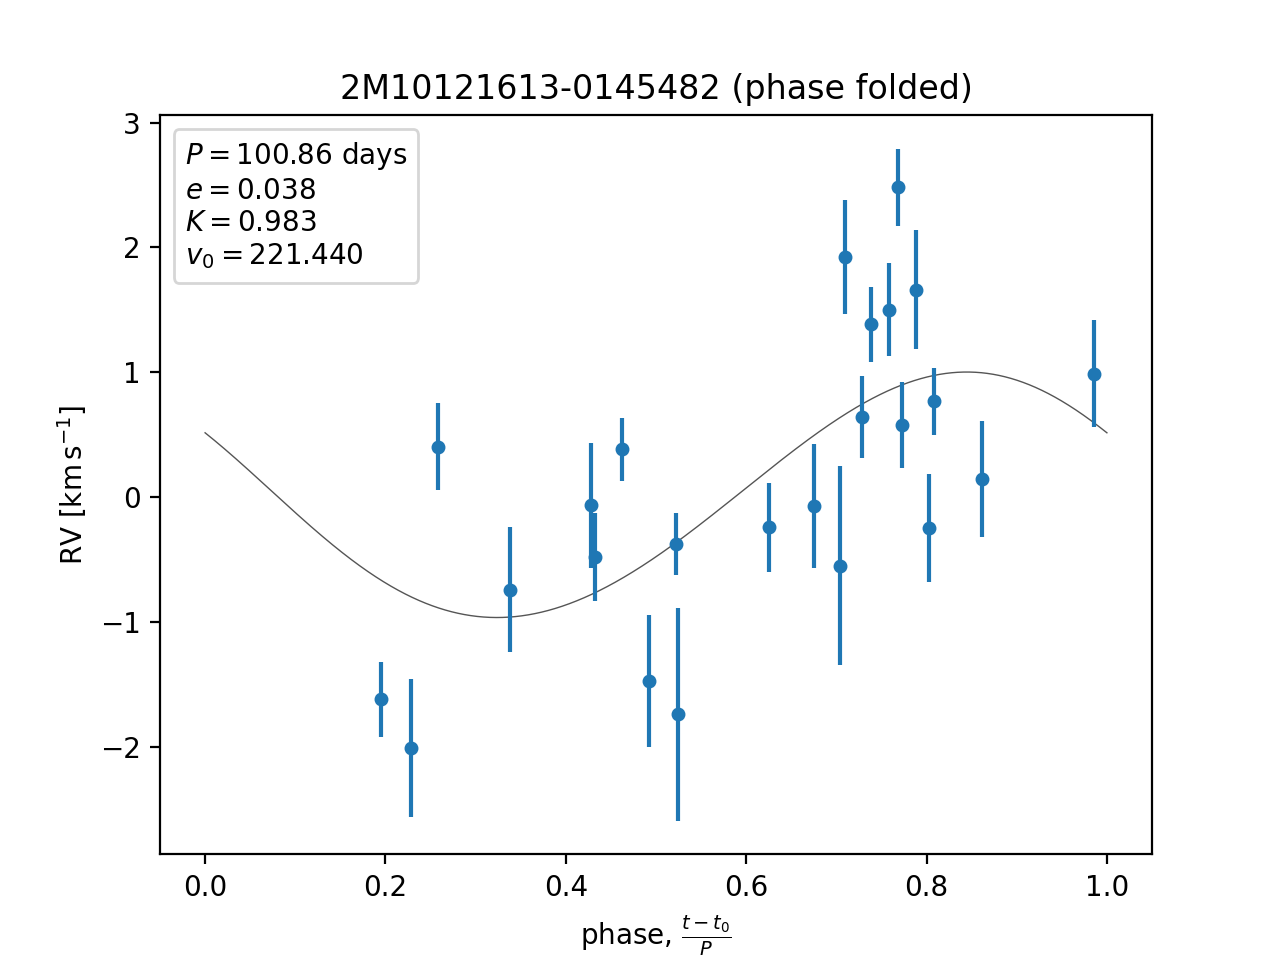 2M10121613-0145482 (phase folded)
P = 100.86 days
e = 0.038
K = 0.983
v₀ = 221.440
3
2
1
0
−1
−2
RV [km s⁻¹]
0.0 0.2 0.4 0.6 0.8 1.0
phase, (t − t₀)/P